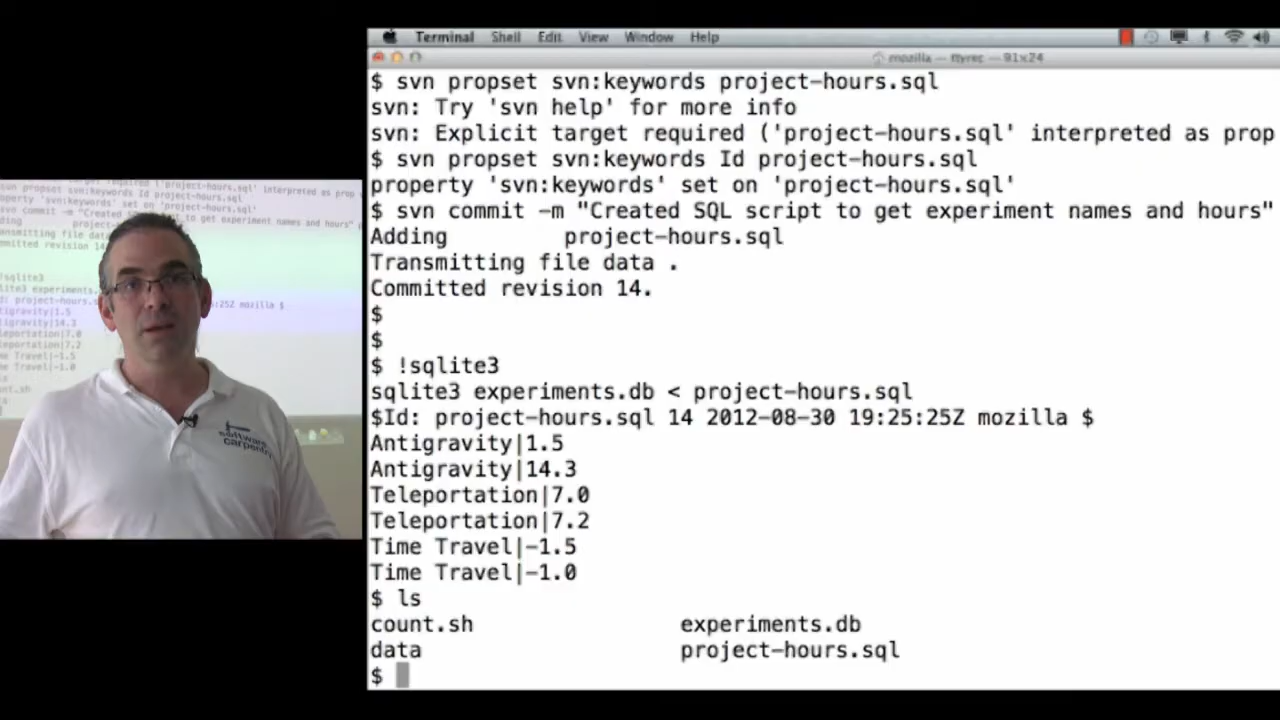 Terminal Shell Edit View Window Help
mozilla — ttyrec — 91×24
$ svn propset svn:keywords project-hours.sql
svn: Try 'svn help' for more info
svn: Explicit target required ('project-hours.sql' interpreted as prop
$ svn propset svn:keywords Id project-hours.sql
property 'svn:keywords' set on 'project-hours.sql'
$ svn commit -m "Created SQL script to get experiment names and hours"
Adding project-hours.sql
Transmitting file data .
Committed revision 14.
$
$
$ !sqlite3
sqlite3 experiments.db < project-hours.sql
$Id: project-hours.sql 14 2012-08-30 19:25:25Z mozilla $
Antigravity|1.5
Antigravity|14.3
Teleportation|7.0
Teleportation|7.2
Time Travel|-1.5
Time Travel|-1.0
$ ls
count.sh experiments.db
data project-hours.sql
$
software
carpentry